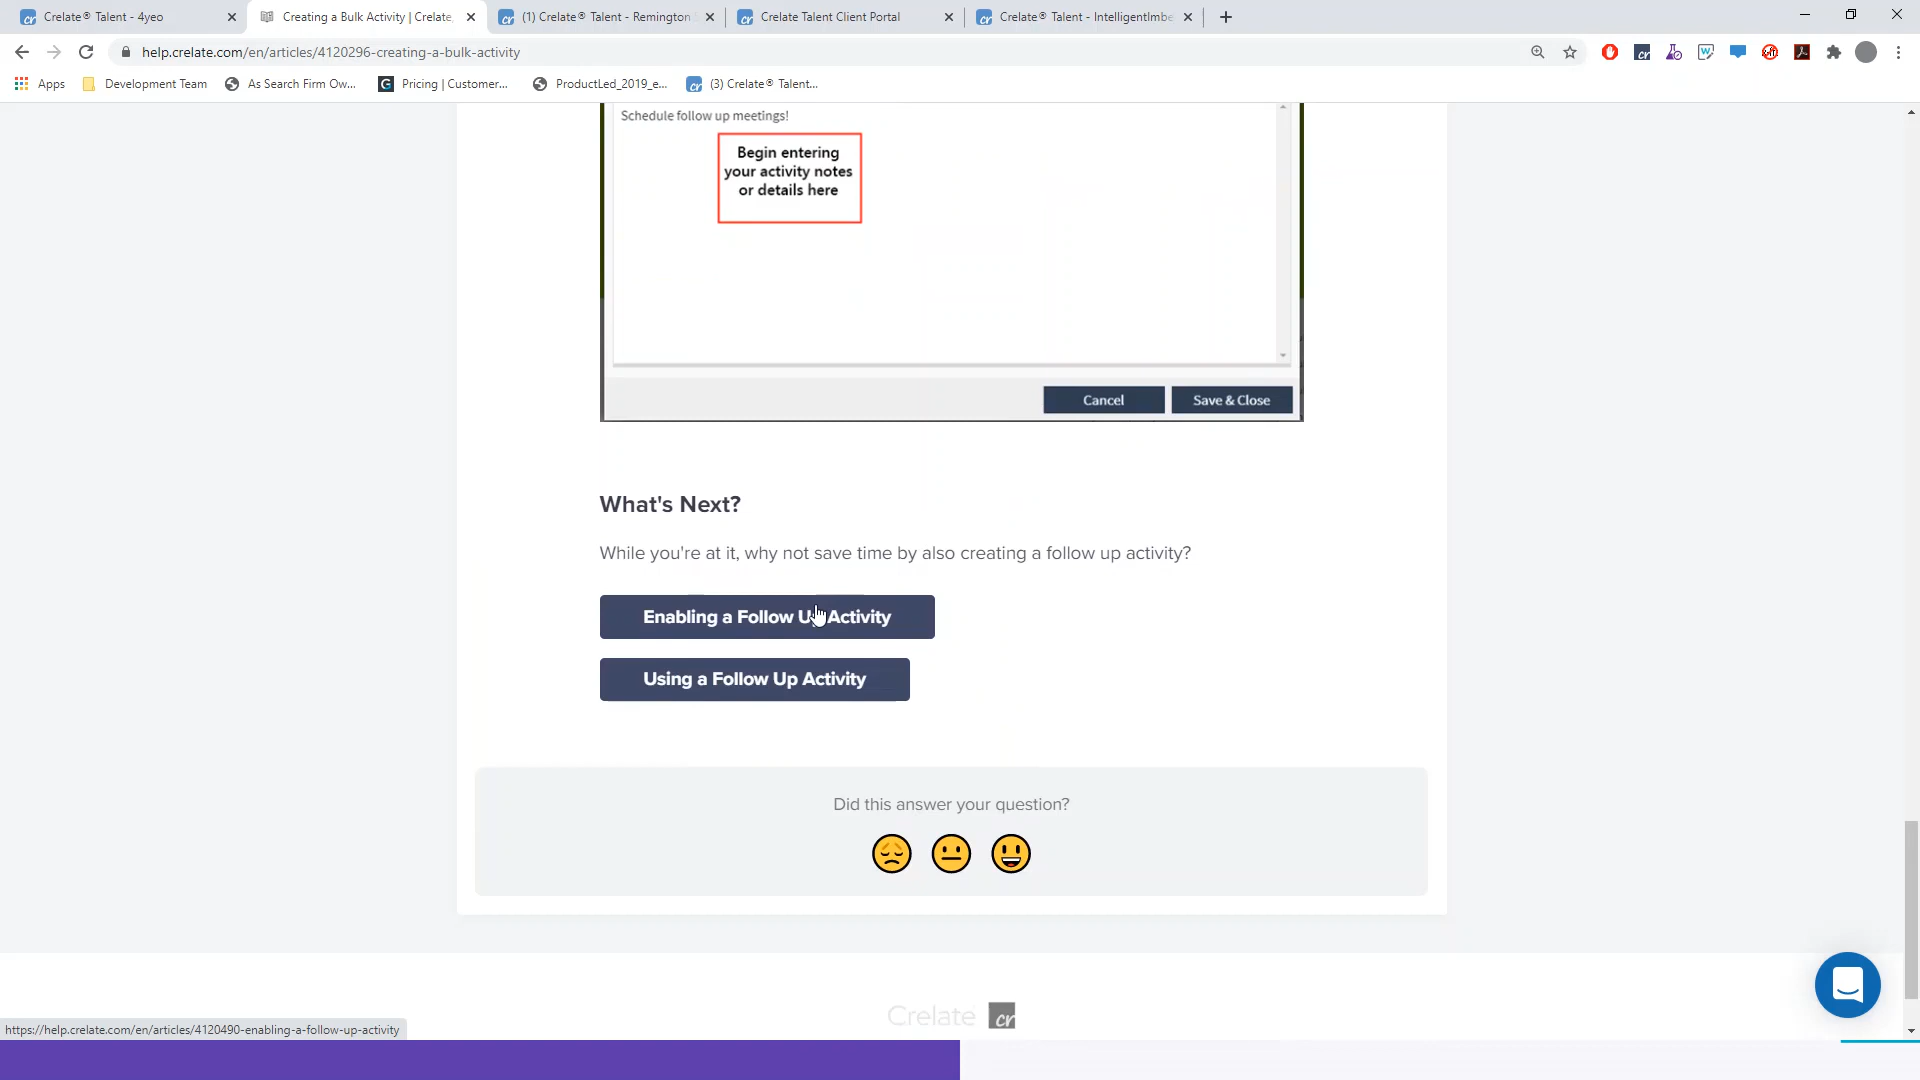 Crelate® Talent - 4yeo
Creating a Bulk Activity | Crelate
(1) Crelate® Talent - Remington
Crelate Talent Client Portal
Crelate® Talent - IntelligentImbe
help.crelate.com/en/articles/4120296-creating-a-bulk-activity
Apps
Development Team
As Search Firm Ow...
Pricing | Customer...
ProductLed_2019_e...
(3) Crelate® Talent...
Schedule follow up meetings!
Begin entering
your activity notes
or details here
Cancel
Save & Close
What's Next?
While you're at it, why not save time by also creating a follow up activity?
Enabling a Follow Up Activity
Using a Follow Up Activity
Did this answer your question?
Crelate cr
https://help.crelate.com/en/articles/4120490-enabling-a-follow-up-activity